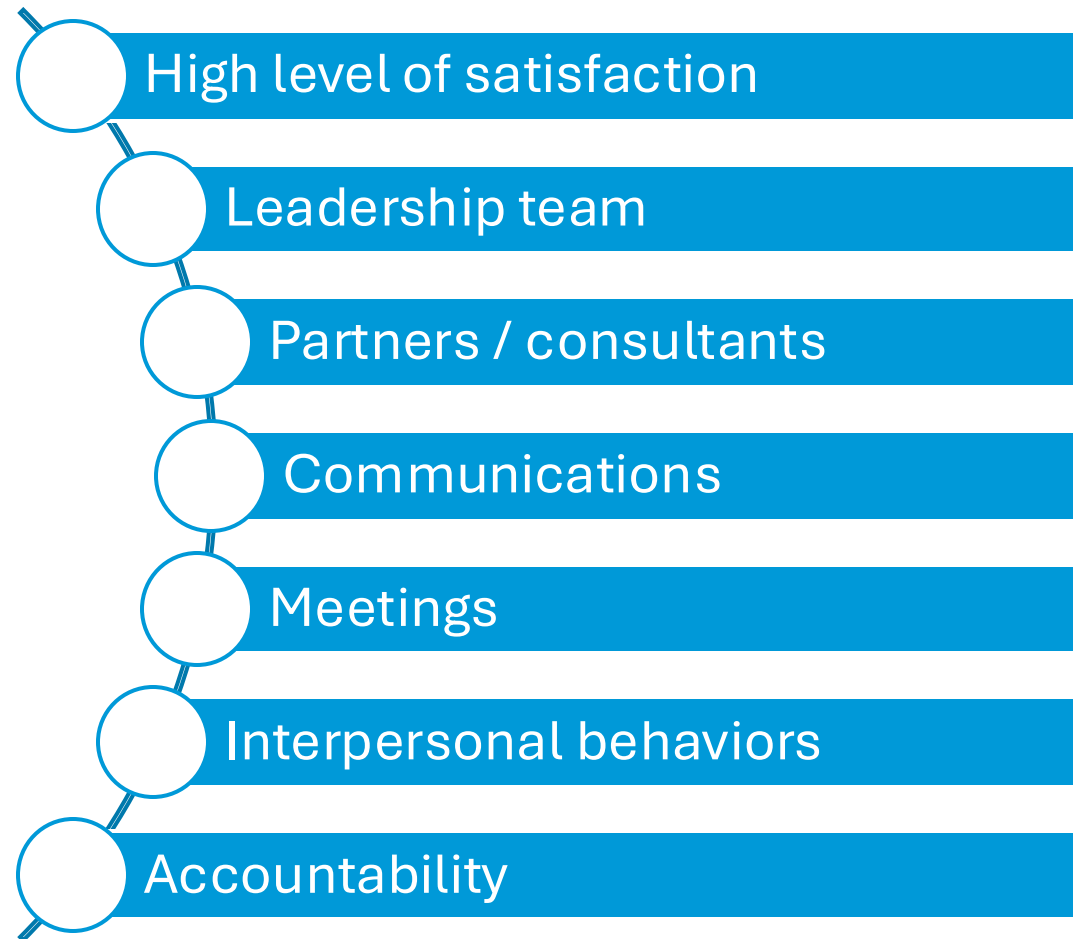 High level of satisfaction
Leadership team
Partners / consultants
Communications
Meetings
Interpersonal behaviors
Accountability